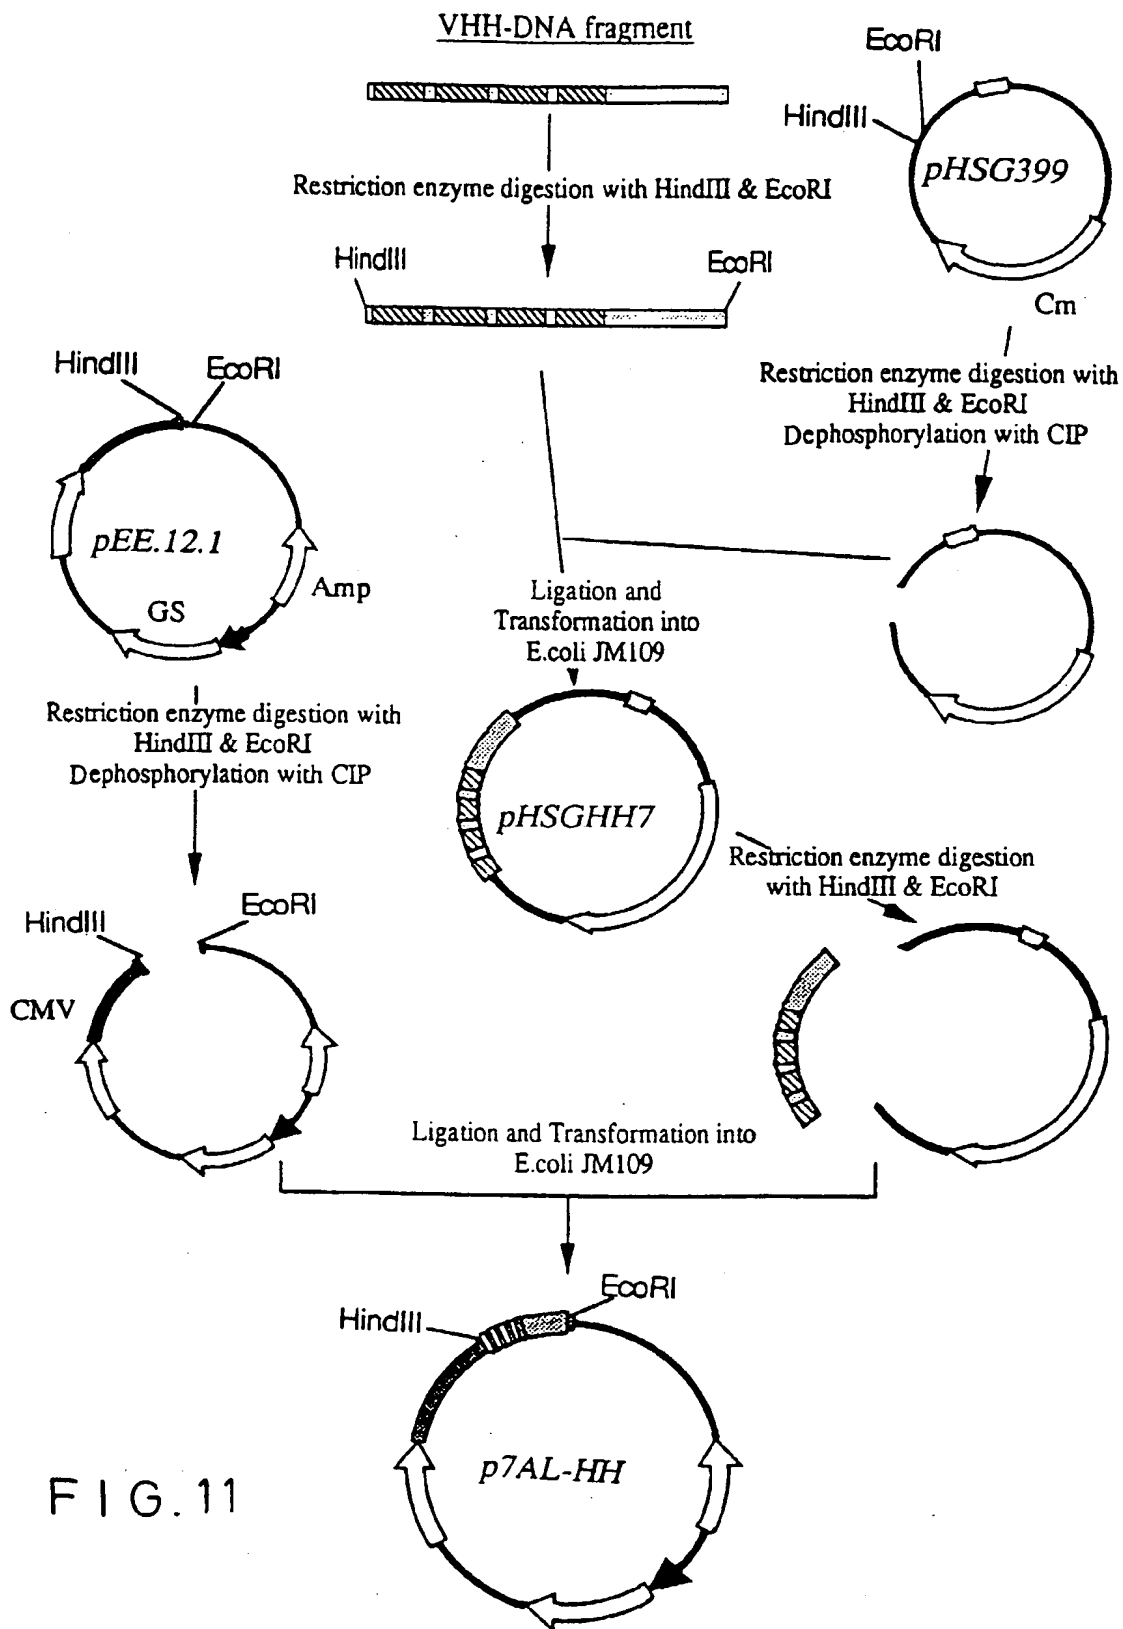 VHH-DNA fragment
EcoRI
HindIII
pHSG399
Restriction enzyme digestion with HindIII & EcoRI
HindIII
EcoRI
Cm
HindIII
EcoRI
Restriction enzyme digestion with
HindIII & EcoRI
Dephosphorylation with CIP
pEE.12.1
Amp
GS
Ligation and
Transformation into
E.coli JM109
Restriction enzyme digestion with
HindIII & EcoRI
Dephosphorylation with CIP
pHSGHH7
Restriction enzyme digestion
with HindIII & EcoRI
HindIII
EcoRI
CMV
Ligation and Transformation into
E.coli JM109
EcoRI
HindIII
p7AL-HH
FIG.11